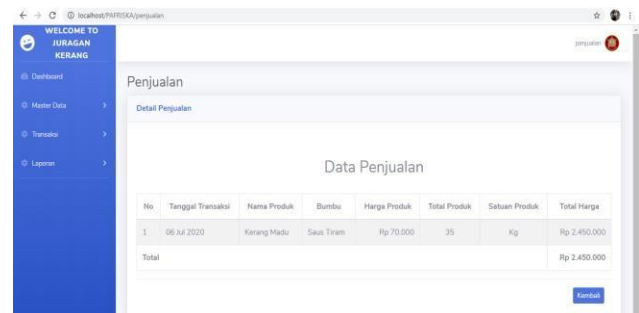 localhost/PAPRISKA/penjualan
WELCOME TO
JURAGAN
KERANG
penjualan
Dashboard
Master Data
Transaksi
Laporan
Penjualan
Detail Penjualan
Data Penjualan
No Tanggal Transaksi Nama Produk Bumbu Harga Produk Total Produk Satuan Produk Total Harga
1 06 Jul 2020 Kerang Madu Saus Tiram Rp 70.000 35 Kg Rp 2.450.000
Total Rp 2.450.000
Kembali